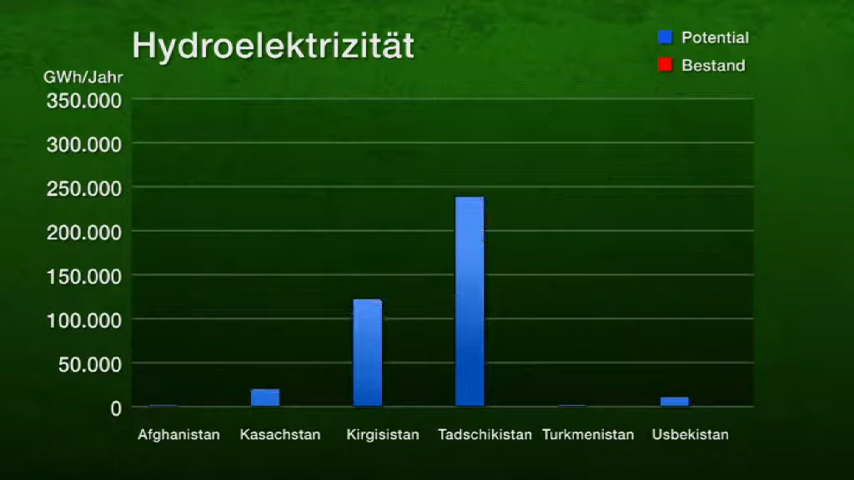 Hydroelektrizität
Potential
Bestand
GWh/Jahr
350.000
300.000
250.000
200.000
150.000
100.000
50.000
0
Afghanistan Kasachstan Kirgisistan Tadschikistan Turkmenistan Usbekistan